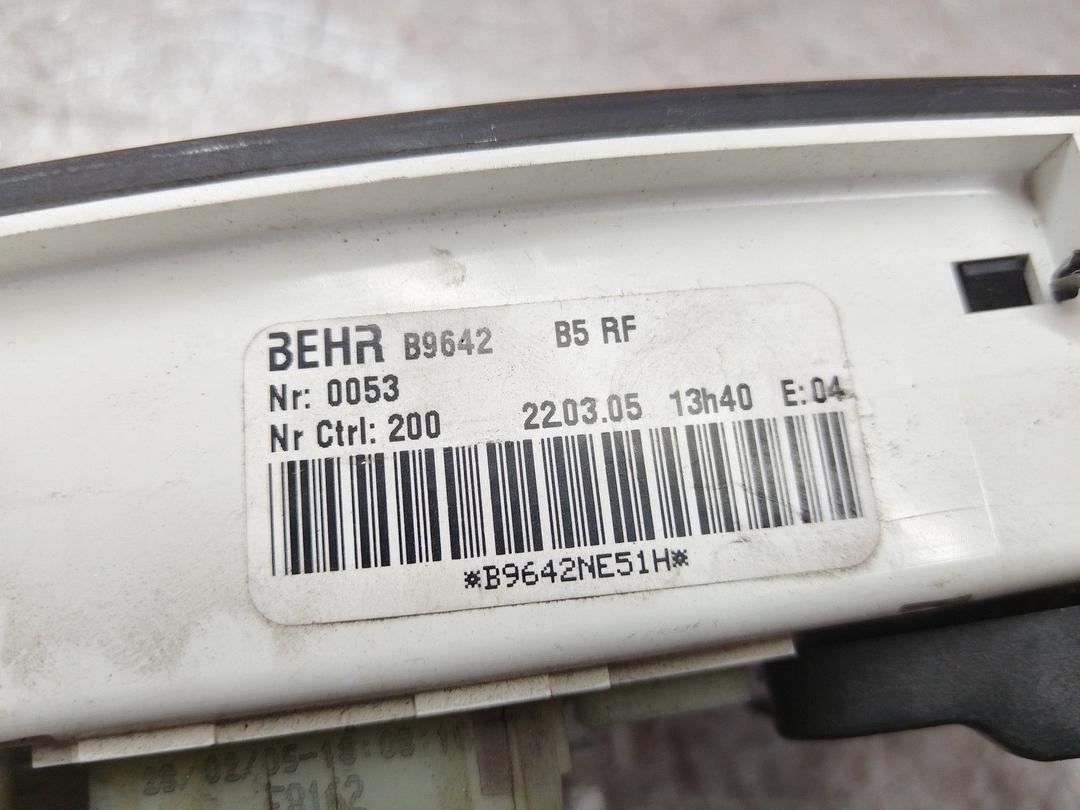 BEHR B9642 B5 RF
Nr: 0053
Nr Ctrl: 200 22.03.05 13h40 E:04
*B9642NE51H*